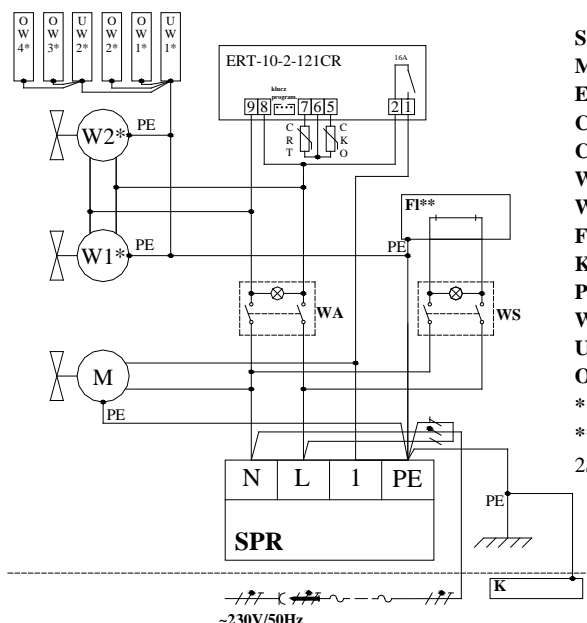 O W 4*
O W 3*
U W 2*
O W 2*
O W 1*
U W 1*
ERT-10-2-121CR
16A
klucz
program.
9 8 7 6 5 2 1
C R T
C K O
PE
W2*
PE
W1*
Fl**
PE
WA
WS
M
PE
N L 1 PE
SPR
PE
K
~230V/50Hz
S
M
E
C
C
W
W
F
K
P
W
U
O
*
*